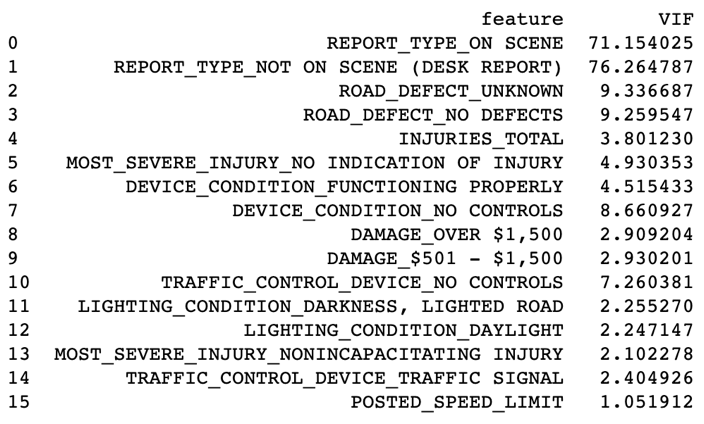 feature VIF
0 REPORT_TYPE_ON SCENE 71.154025
1 REPORT_TYPE_NOT ON SCENE (DESK REPORT) 76.264787
2 ROAD_DEFECT_UNKNOWN 9.336687
3 ROAD_DEFECT_NO DEFECTS 9.259547
4 INJURIES_TOTAL 3.801230
5 MOST_SEVERE_INJURY_NO INDICATION OF INJURY 4.930353
6 DEVICE_CONDITION_FUNCTIONING PROPERLY 4.515433
7 DEVICE_CONDITION_NO CONTROLS 8.660927
8 DAMAGE_OVER $1,500 2.909204
9 DAMAGE_$501 - $1,500 2.930201
10 TRAFFIC_CONTROL_DEVICE_NO CONTROLS 7.260381
11 LIGHTING_CONDITION_DARKNESS, LIGHTED ROAD 2.255270
12 LIGHTING_CONDITION_DAYLIGHT 2.247147
13 MOST_SEVERE_INJURY_NONINCAPACITATING INJURY 2.102278
14 TRAFFIC_CONTROL_DEVICE_TRAFFIC SIGNAL 2.404926
15 POSTED_SPEED_LIMIT 1.051912